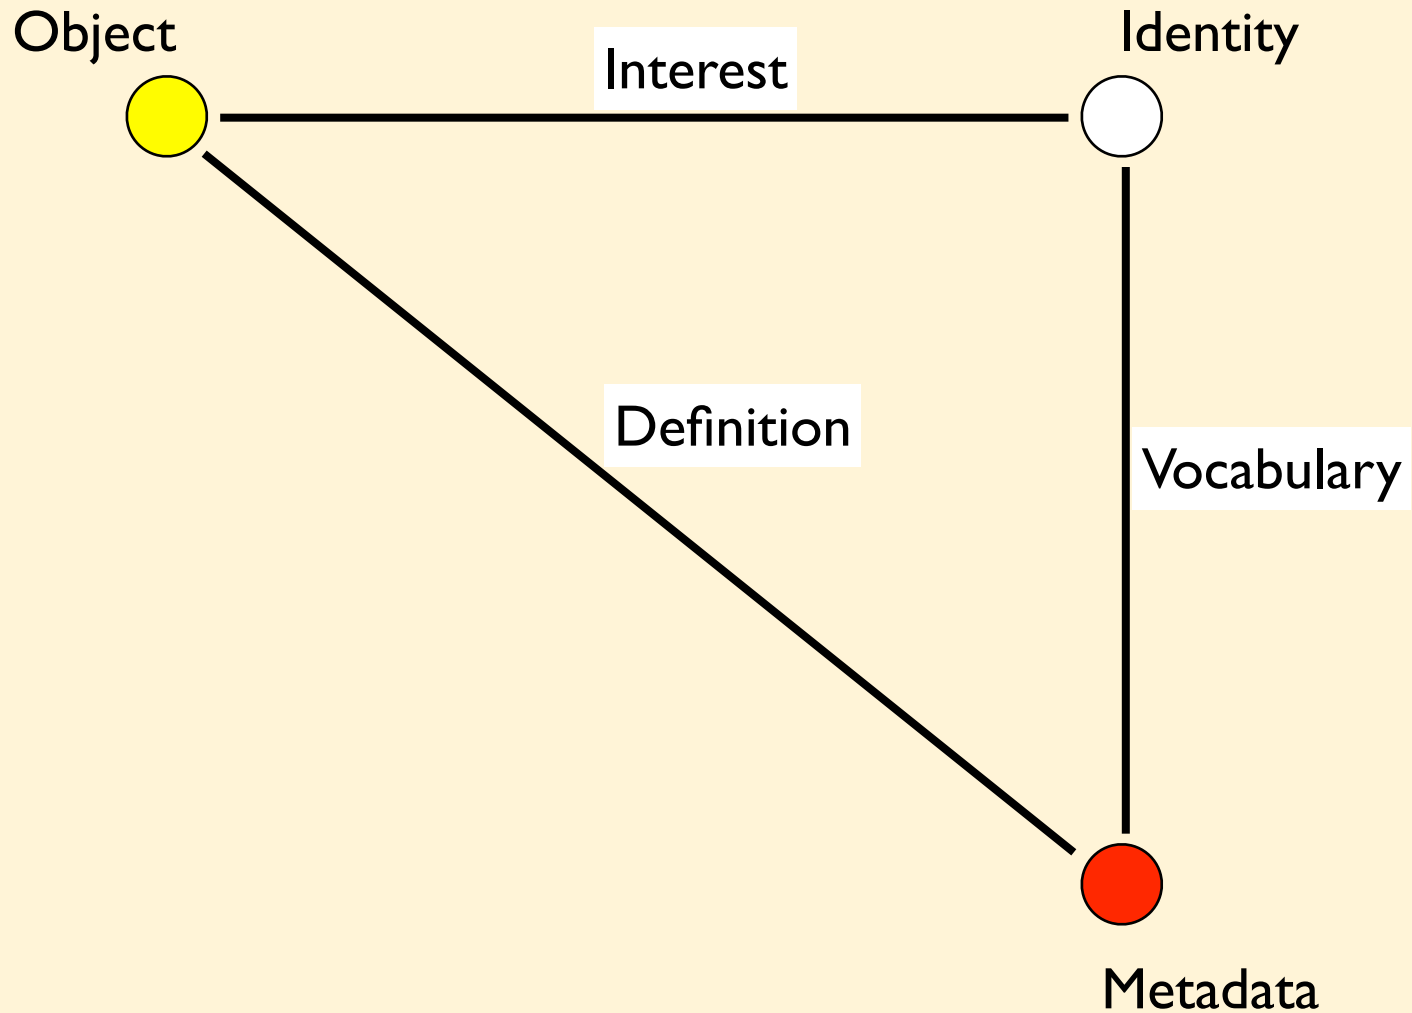 Object
Identity
Interest
Definition
Vocabulary
Metadata